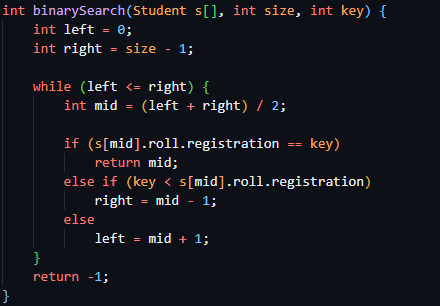 int binarySearch(Student s[], int size, int key) {
    int left = 0;
    int right = size - 1;

    while (left <= right) {
        int mid = (left + right) / 2;

        if (s[mid].roll.registration == key)
            return mid;
        else if (key < s[mid].roll.registration)
            right = mid - 1;
        else
            left = mid + 1;
    }
    return -1;
}